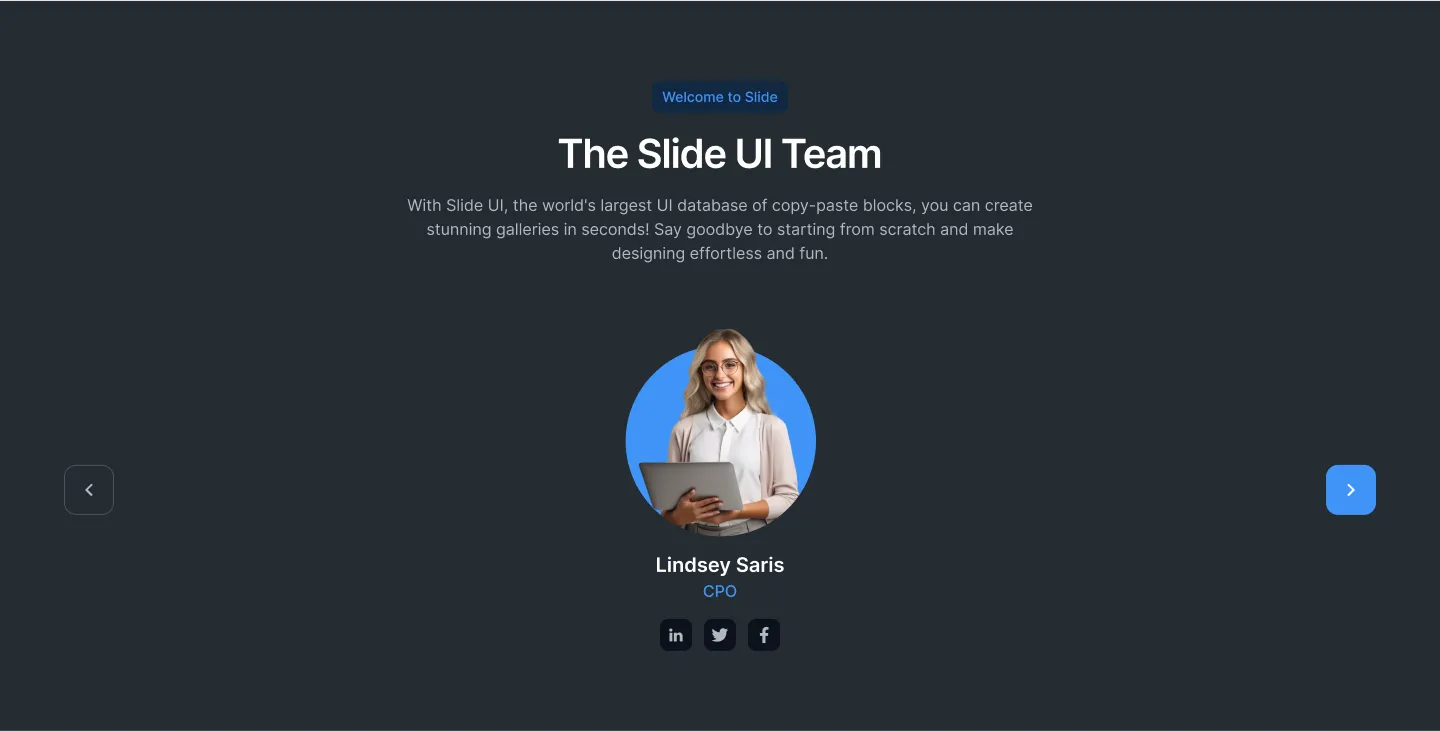 Welcome to Slide
The Slide UI Team
With Slide UI, the world's largest UI database of copy-paste blocks, you can create
stunning galleries in seconds! Say goodbye to starting from scratch and make
designing effortless and fun.
Lindsey Saris
CPO
in